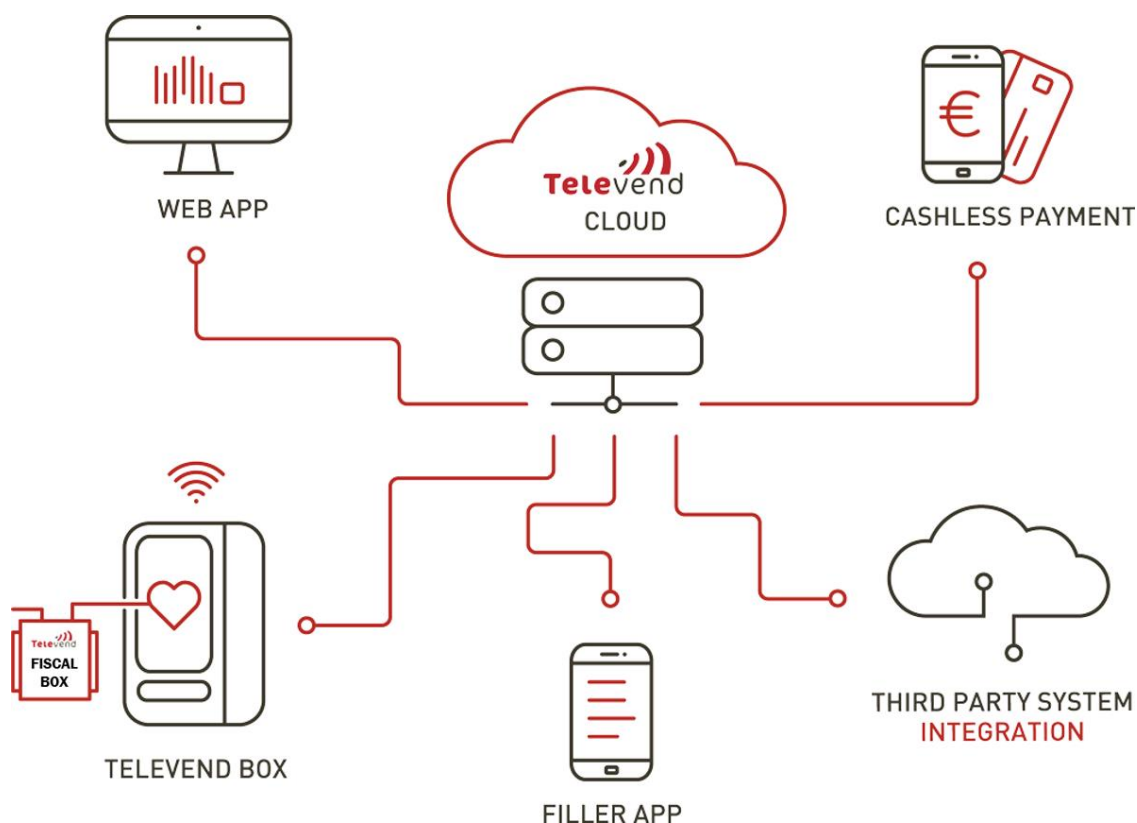 WEB APP
Televend
CLOUD
€
CASHLESS PAYMENT
Televend
FISCAL
BOX
TELEVEND BOX
FILLER APP
THIRD PARTY SYSTEM
INTEGRATION